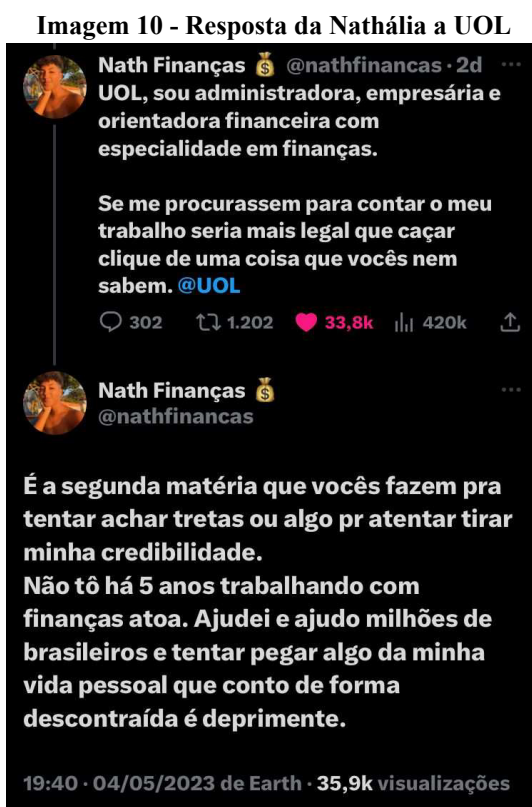 Imagem 10 - Resposta da Nathália a UOL
Nath Finanças 💰 @nathfinancas · 2d ···
UOL, sou administradora, empresária e
orientadora financeira com
especialidade em finanças.
Se me procurassem para contar o meu
trabalho seria mais legal que caçar
clique de uma coisa que vocês nem
sabem. @UOL
302 1.202 33,8k 420k
Nath Finanças 💰 ···
@nathfinancas
É a segunda matéria que vocês fazem pra
tentar achar tretas ou algo pr atentar tirar
minha credibilidade.
Não tô há 5 anos trabalhando com
finanças atoa. Ajudei e ajudo milhões de
brasileiros e tentar pegar algo da minha
vida pessoal que conto de forma
descontraída é deprimente.
19:40 · 04/05/2023 de Earth · 35,9k visualizações